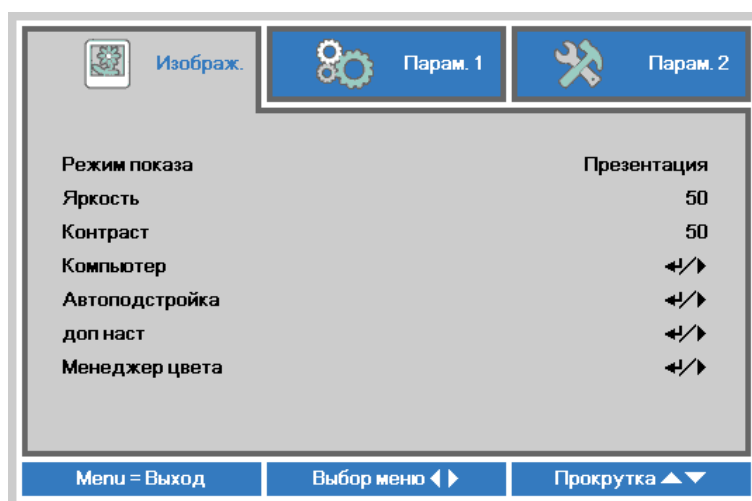 Изображ. Парам. 1 Парам. 2
Режим показа Презентация
Яркость 50
Контраст 50
Компьютер ↵/▶
Автоподстройка ↵/▶
доп наст ↵/▶
Менеджер цвета ↵/▶
Menu = Выход Выбор меню ◀ ▶ Прокрутка ▲▼